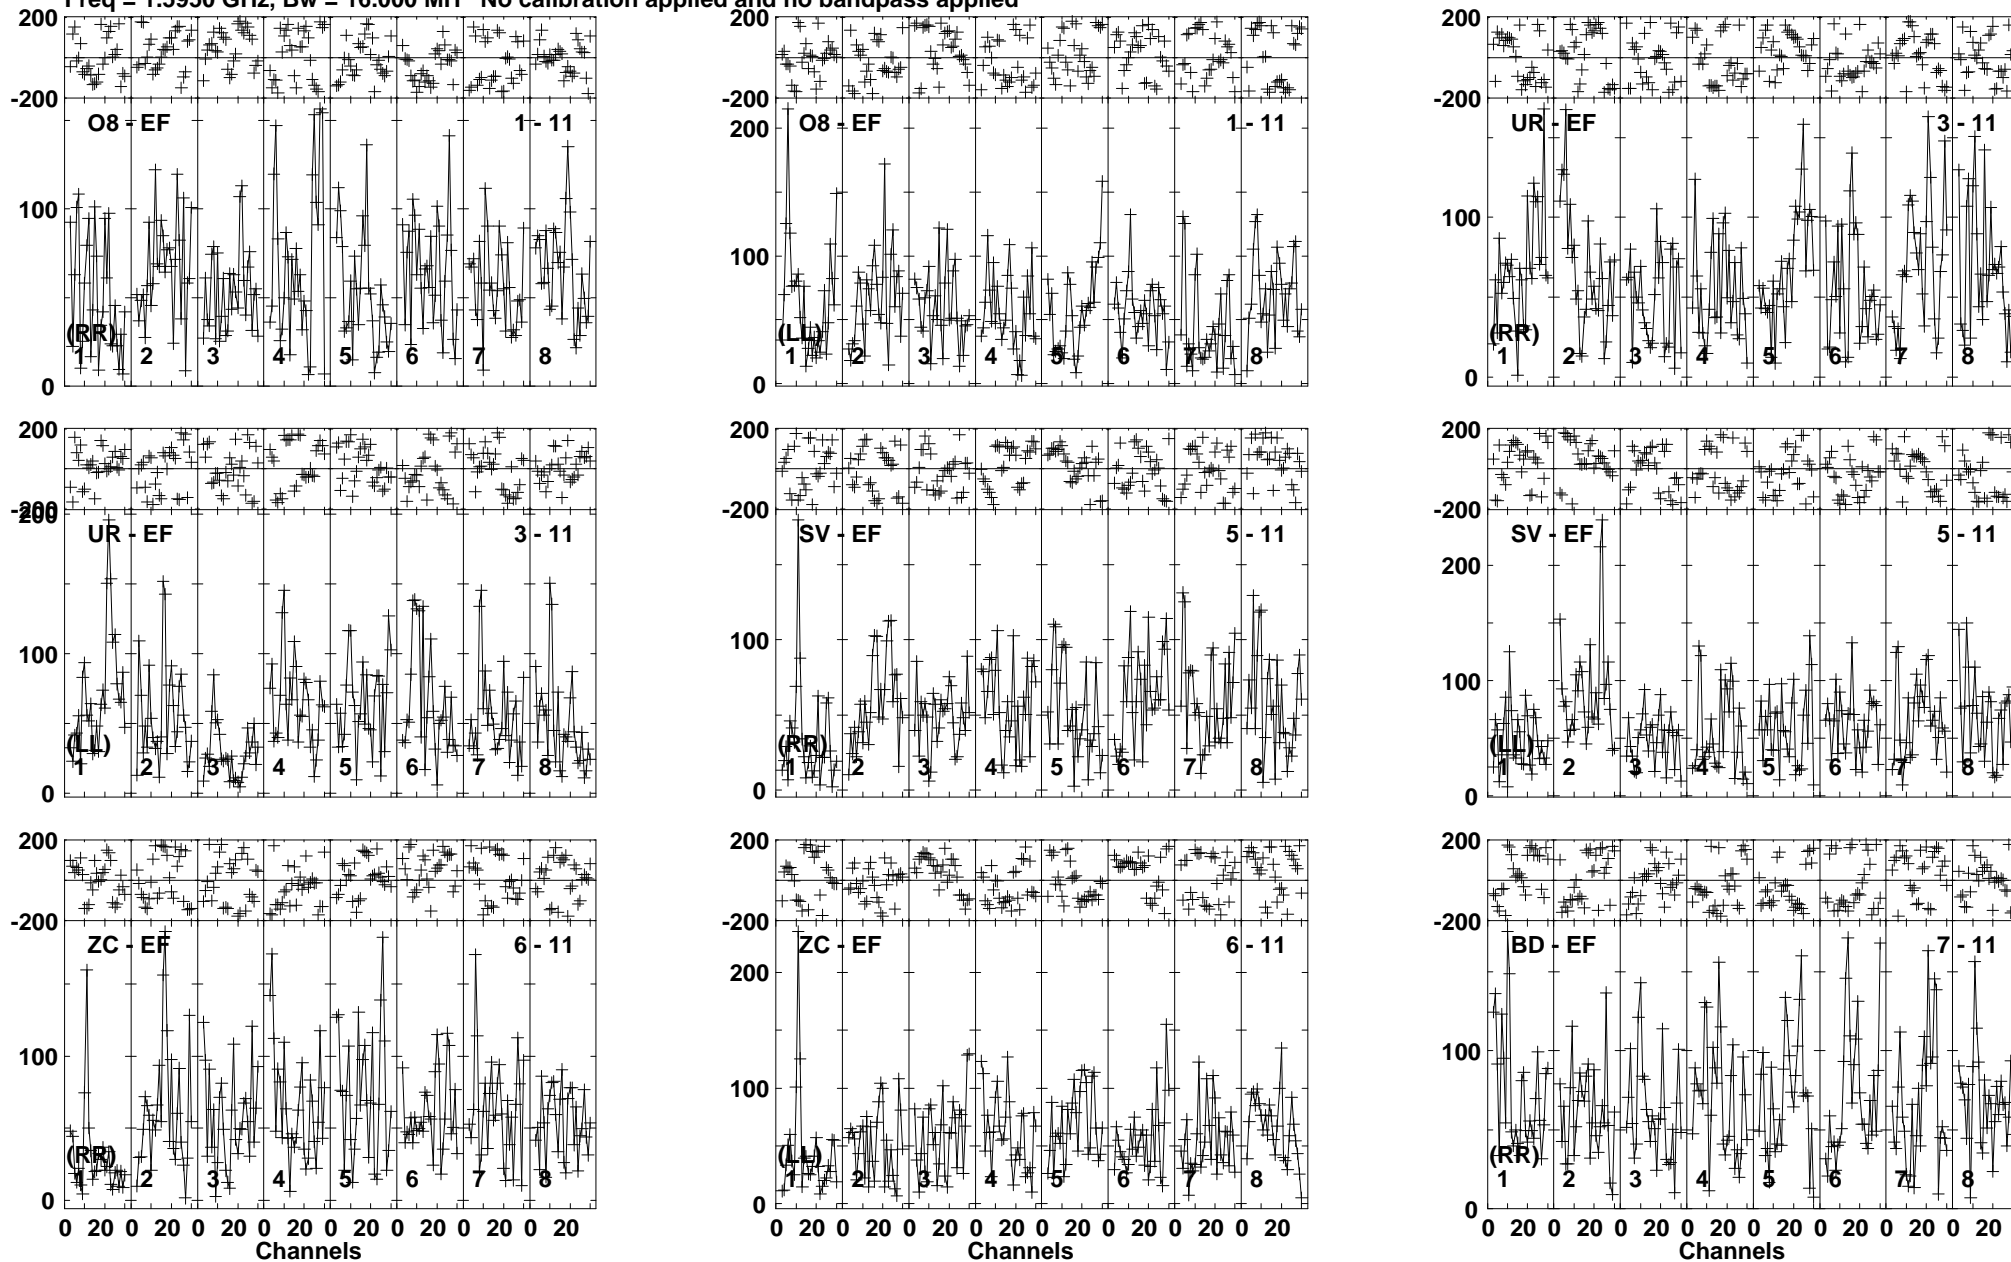 Freq = 1.5950 GHz, Bw = 16.000 MH No calibration applied and no bandpass applied
200 200 200
-200 -200 -200
O8 - EF 1 - 11 O8 - EF 1 - 11 UR - EF 3 - 11
200
100 100 100
(RR) (LL) (RR)
1 2 3 4 5 6 7 8 1 2 3 4 5 6 7 8 1 2 3 4 5 6 7 8
0 0 0
200 200 200
-200 -200 -200
200
UR - EF 3 - 11 SV - EF 5 - 11 SV - EF 5 - 11
200
100 100 100
(LL) (RR) (LL)
1 2 3 4 5 6 7 8 1 2 3 4 5 6 7 8 1 2 3 4 5 6 7 8
0 0 0
200 200 200
-200 -200 -200
ZC - EF 6 - 11 ZC - EF 6 - 11 BD - EF 7 - 11
200
100 100 100
(RR) (LL) (RR)
1 2 3 4 5 6 7 8 1 2 3 4 5 6 7 8 1 2 3 4 5 6 7 8
0 0 0
0 20 0 20 0 20 0 20 0 20 0 20 0 20 0 20 0 20 0 20 0 20 0 20 0 20 0 20 0 20 0 20 0 20 0 20 0 20 0 20 0 20 0 20 0 20 0 20
Channels Channels Channels